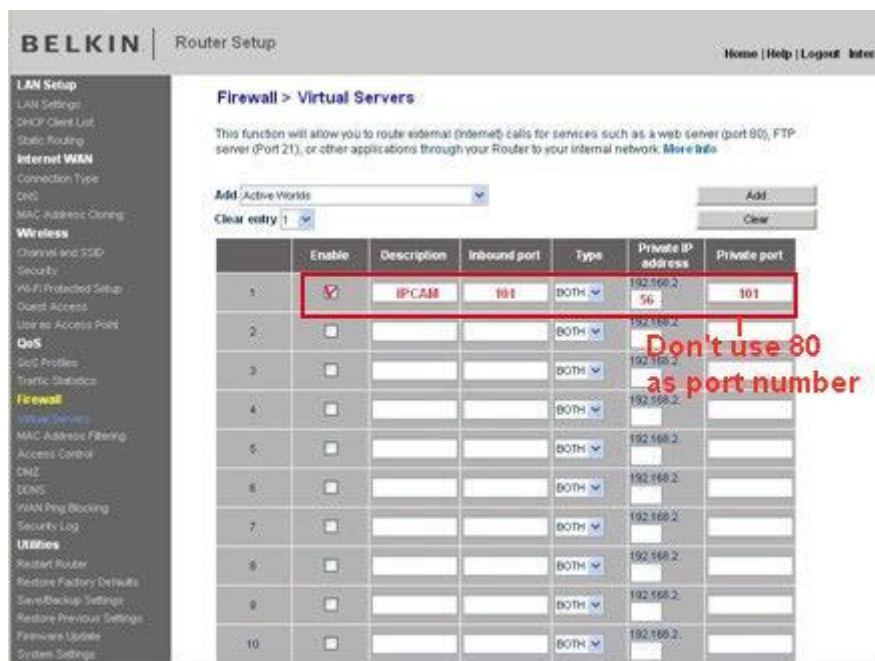 BELKIN
Router Setup
Home | Help | Logout Inter
LAN Setup
LAN Settings
DHCP Client List
Static Routing
Internet WAN
Connection Type
DNS
MAC Address Cloning
Wireless
Channel and SSID
Security
Wi-Fi Protected Setup
Guest Access
Use as Access Point
QoS
QoS Profiles
Traffic Statistics
Firewall
Virtual Servers
MAC Address Filtering
Access Control
DMZ
DDNS
WAN Ping Blocking
Security Log
Utilities
Restart Router
Restore Factory Defaults
Save/Backup Settings
Restore Previous Settings
Firmware Update
System Settings
Firewall > Virtual Servers
This function will allow you to route external (Internet) calls for services such as a web server (port 80), FTP
server (Port 21), or other applications through your Router to your internal network. More Info
Add Active Worlds Add
Clear entry 1 Clear
Enable Description Inbound port Type Private IP address Private port
1 IPCAM 101 BOTH 192.168.2. 56 101
2 BOTH 192.168.2.
Don't use 80
as port number
3 BOTH 192.168.2.
4 BOTH 192.168.2.
5 BOTH 192.168.2.
6 BOTH 192.168.2.
7 BOTH 192.168.2.
8 BOTH 192.168.2.
9 BOTH 192.168.2.
10 BOTH 192.168.2.